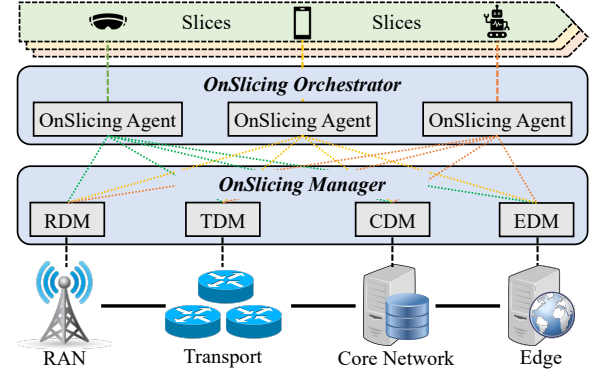 Slices Slices
OnSlicing Orchestrator
OnSlicing Agent OnSlicing Agent OnSlicing Agent
OnSlicing Manager
RDM TDM CDM EDM
RAN Transport Core Network Edge